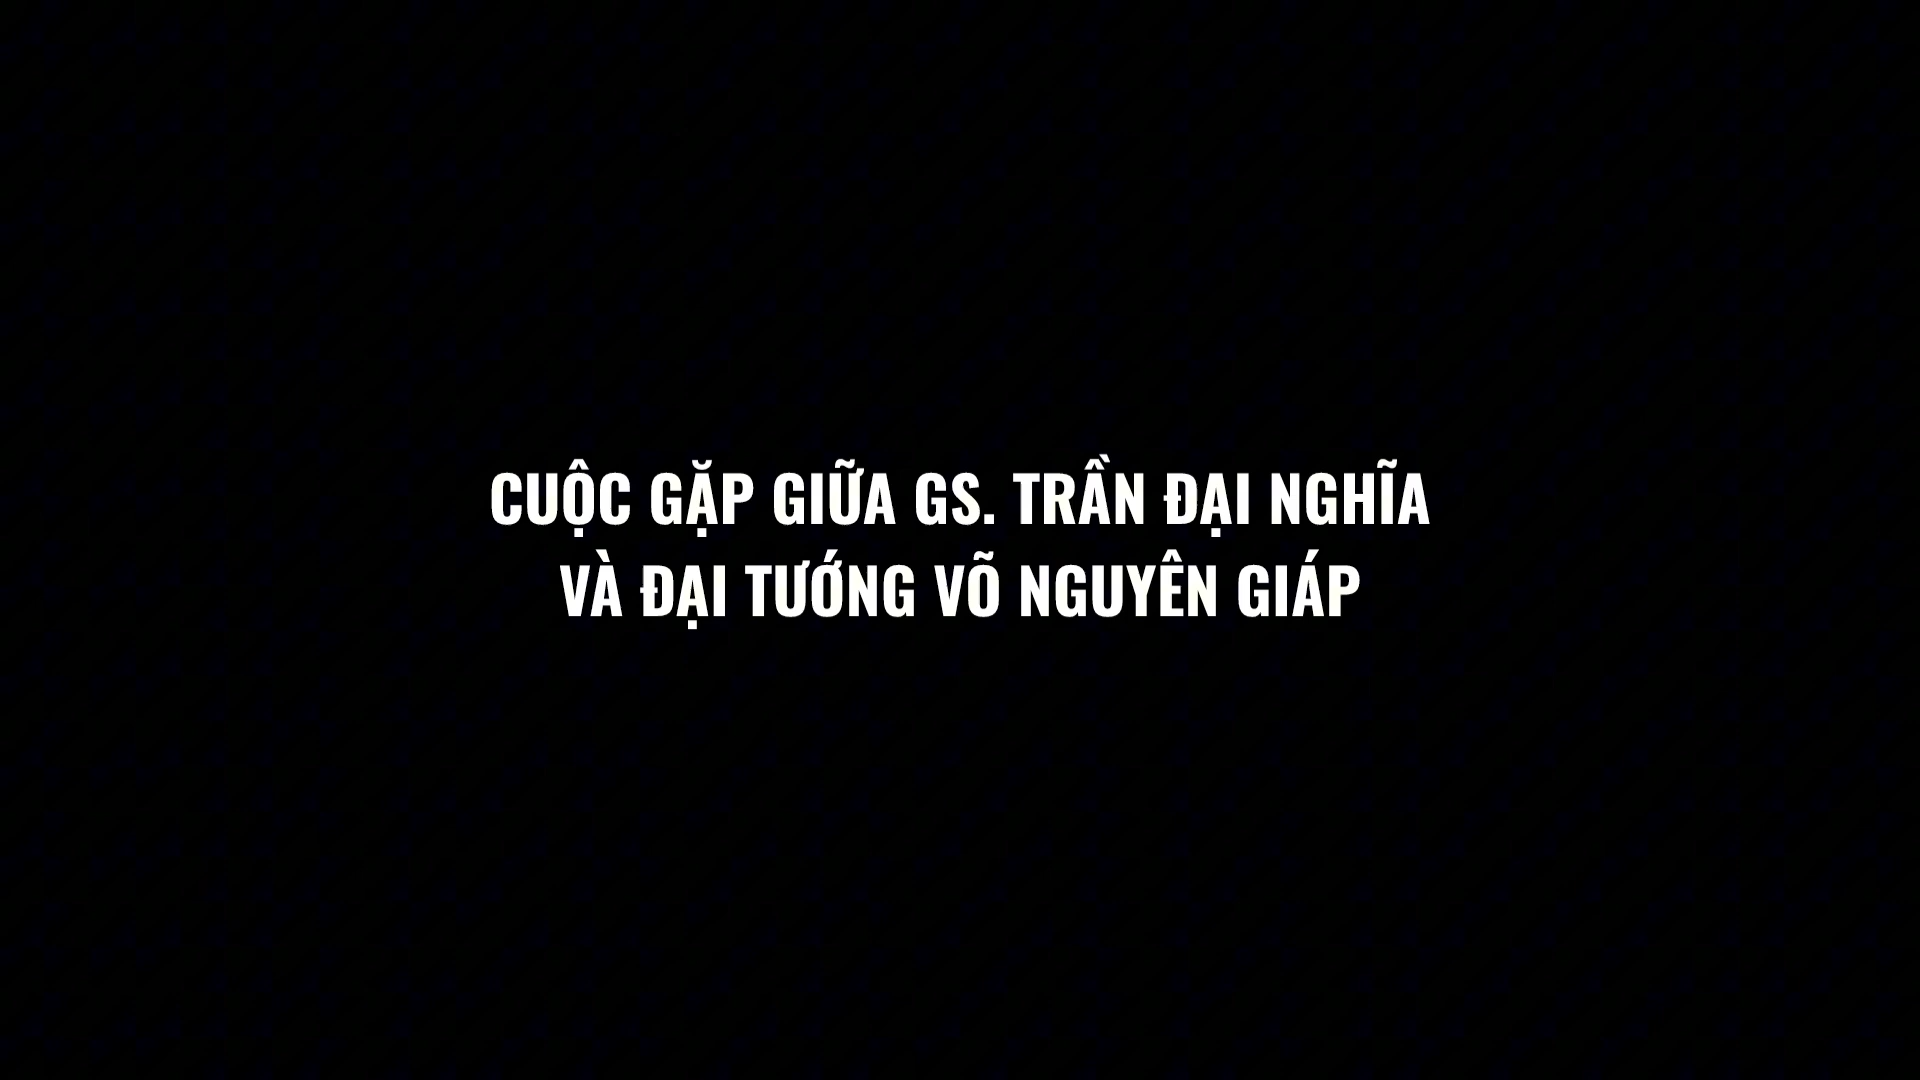 CUỘC GẶP GIỮA GS. TRẦN ĐẠI NGHĨA
VÀ ĐẠI TƯỚNG VÕ NGUYÊN GIÁP